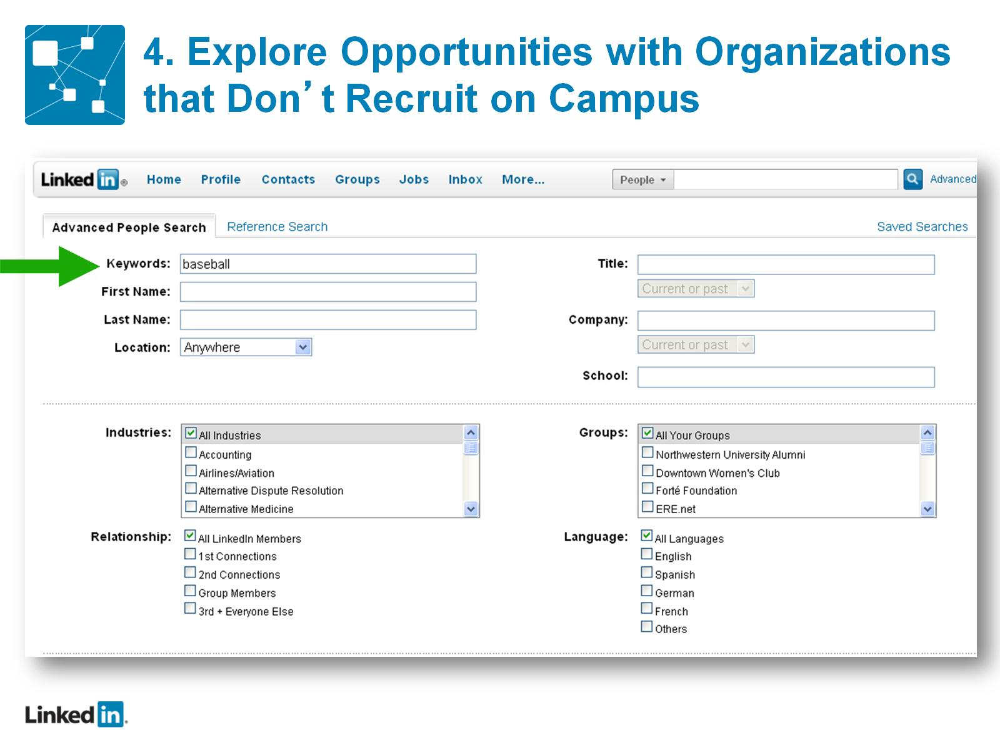 4. Explore Opportunities with Organizations
that Don’t Recruit on Campus
Linked in ® Home Profile Contacts Groups Jobs Inbox More... People Advanced
Advanced People Search Reference Search Saved Searches
Keywords: baseball
First Name:
Last Name:
Location: Anywhere
Title:
Current or past
Company:
Current or past
School:
Industries: All Industries
Accounting
Airlines/Aviation
Alternative Dispute Resolution
Alternative Medicine
Groups: All Your Groups
Northwestern University Alumni
Downtown Women's Club
Forté Foundation
ERE.net
Relationship: All LinkedIn Members
1st Connections
2nd Connections
Group Members
3rd + Everyone Else
Language: All Languages
English
Spanish
German
French
Others
Linked in.